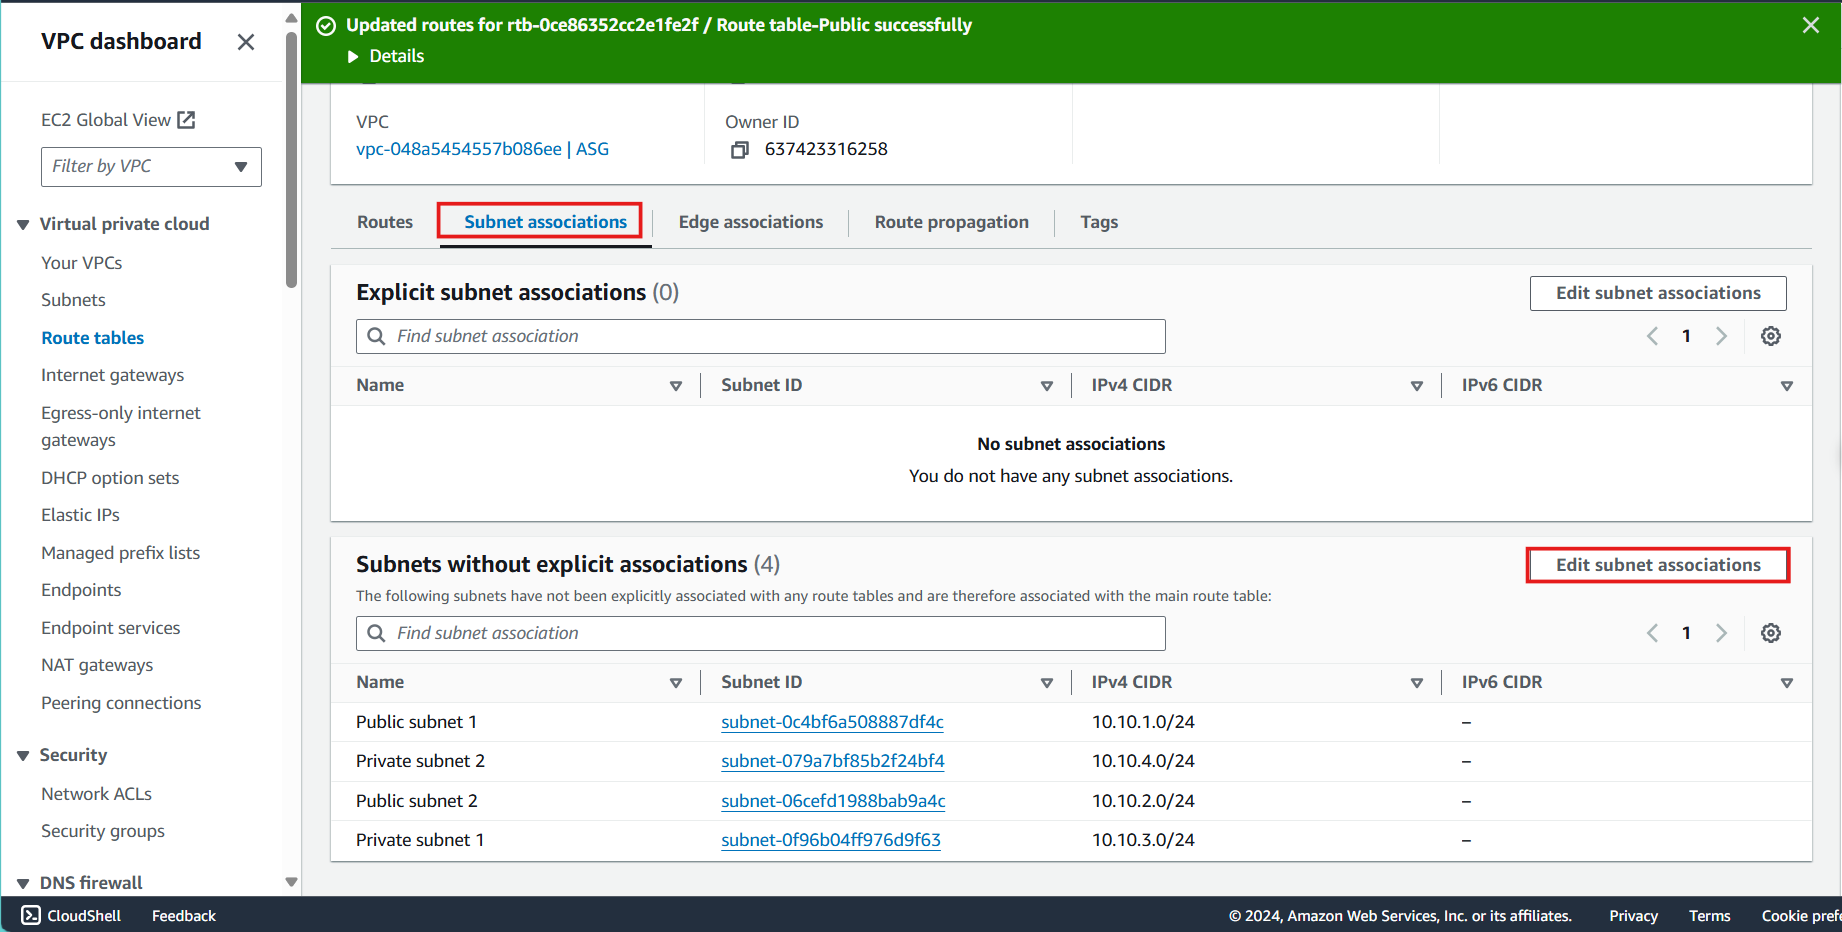 VPC dashboard
EC2 Global View
Filter by VPC
Virtual private cloud
Your VPCs
Subnets
Route tables
Internet gateways
Egress-only internet
gateways
DHCP option sets
Elastic IPs
Managed prefix lists
Endpoints
Endpoint services
NAT gateways
Peering connections
Security
Network ACLs
Security groups
DNS firewall
Updated routes for rtb-0ce86352cc2e1fe2f / Route table-Public successfully
Details
VPC
vpc-048a5454557b086ee | ASG
Owner ID
637423316258
Routes Subnet associations Edge associations Route propagation Tags
Explicit subnet associations (0) Edit subnet associations
Find subnet association 1
Name Subnet ID IPv4 CIDR IPv6 CIDR
No subnet associations
You do not have any subnet associations.
Subnets without explicit associations (4) Edit subnet associations
The following subnets have not been explicitly associated with any route tables and are therefore associated with the main route table:
Find subnet association 1
Name Subnet ID IPv4 CIDR IPv6 CIDR
Public subnet 1 subnet-0c4bf6a508887df4c 10.10.1.0/24 –
Private subnet 2 subnet-079a7bf85b2f24bf4 10.10.4.0/24 –
Public subnet 2 subnet-06cefd1988bab9a4c 10.10.2.0/24 –
Private subnet 1 subnet-0f96b04ff976d9f63 10.10.3.0/24 –
CloudShell Feedback © 2024, Amazon Web Services, Inc. or its affiliates. Privacy Terms Cookie prefe